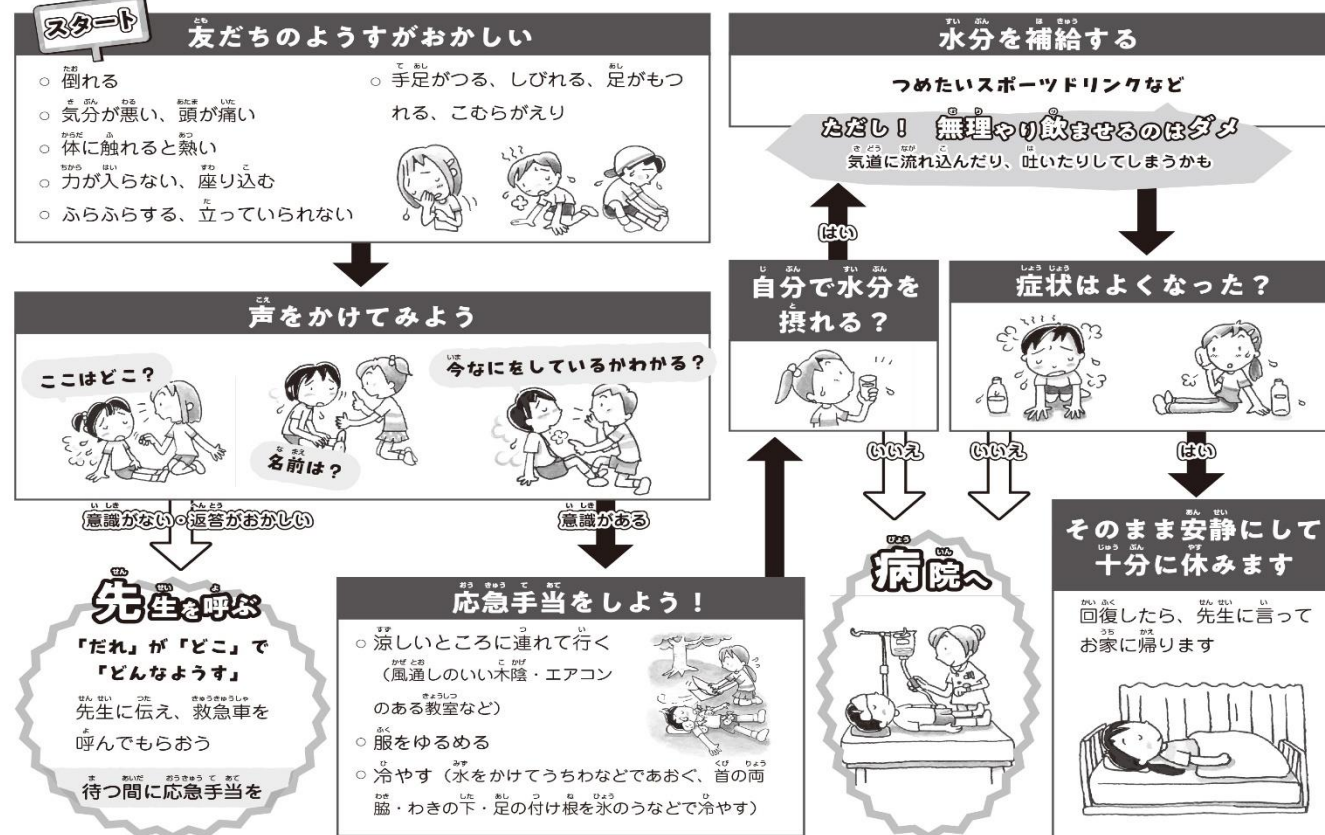 スタート
友だちのようすがおかしい
○ 倒れる
○ 気分が悪い、頭が痛い
○ 体に触れると熱い
○ 力が入らない、座り込む
○ ふらふらする、立っていられない
○ 手足がつる、しびれる、足がもつ
れる、こむらがえり
声をかけてみよう
ここはどこ？
名前は？
今なにをしているかわかる？
意識がない・返答がおかしい
意識がある
先生を呼ぶ
「だれ」が「どこ」で
「どんなようす」
先生に伝え、救急車を
呼んでもらおう
待つ間に応急手当を
応急手当をしよう！
○ 涼しいところに連れて行く
（風通しのいい木陰・エアコン
のある教室など）
○ 服をゆるめる
○ 冷やす（水をかけてうちわなどであおぐ、首の両
脇・わきの下・足の付け根を氷のうなどで冷やす）
自分で水分を
摂れる？
はい
いいえ
水分を補給する
つめたいスポーツドリンクなど
ただし！　無理やり飲ませるのはダメ
気道に流れ込んだり、吐いたりしてしまうかも
症状はよくなった？
いいえ
はい
病院へ
そのまま安静にして
十分に休みます
回復したら、先生に言って
お家に帰ります